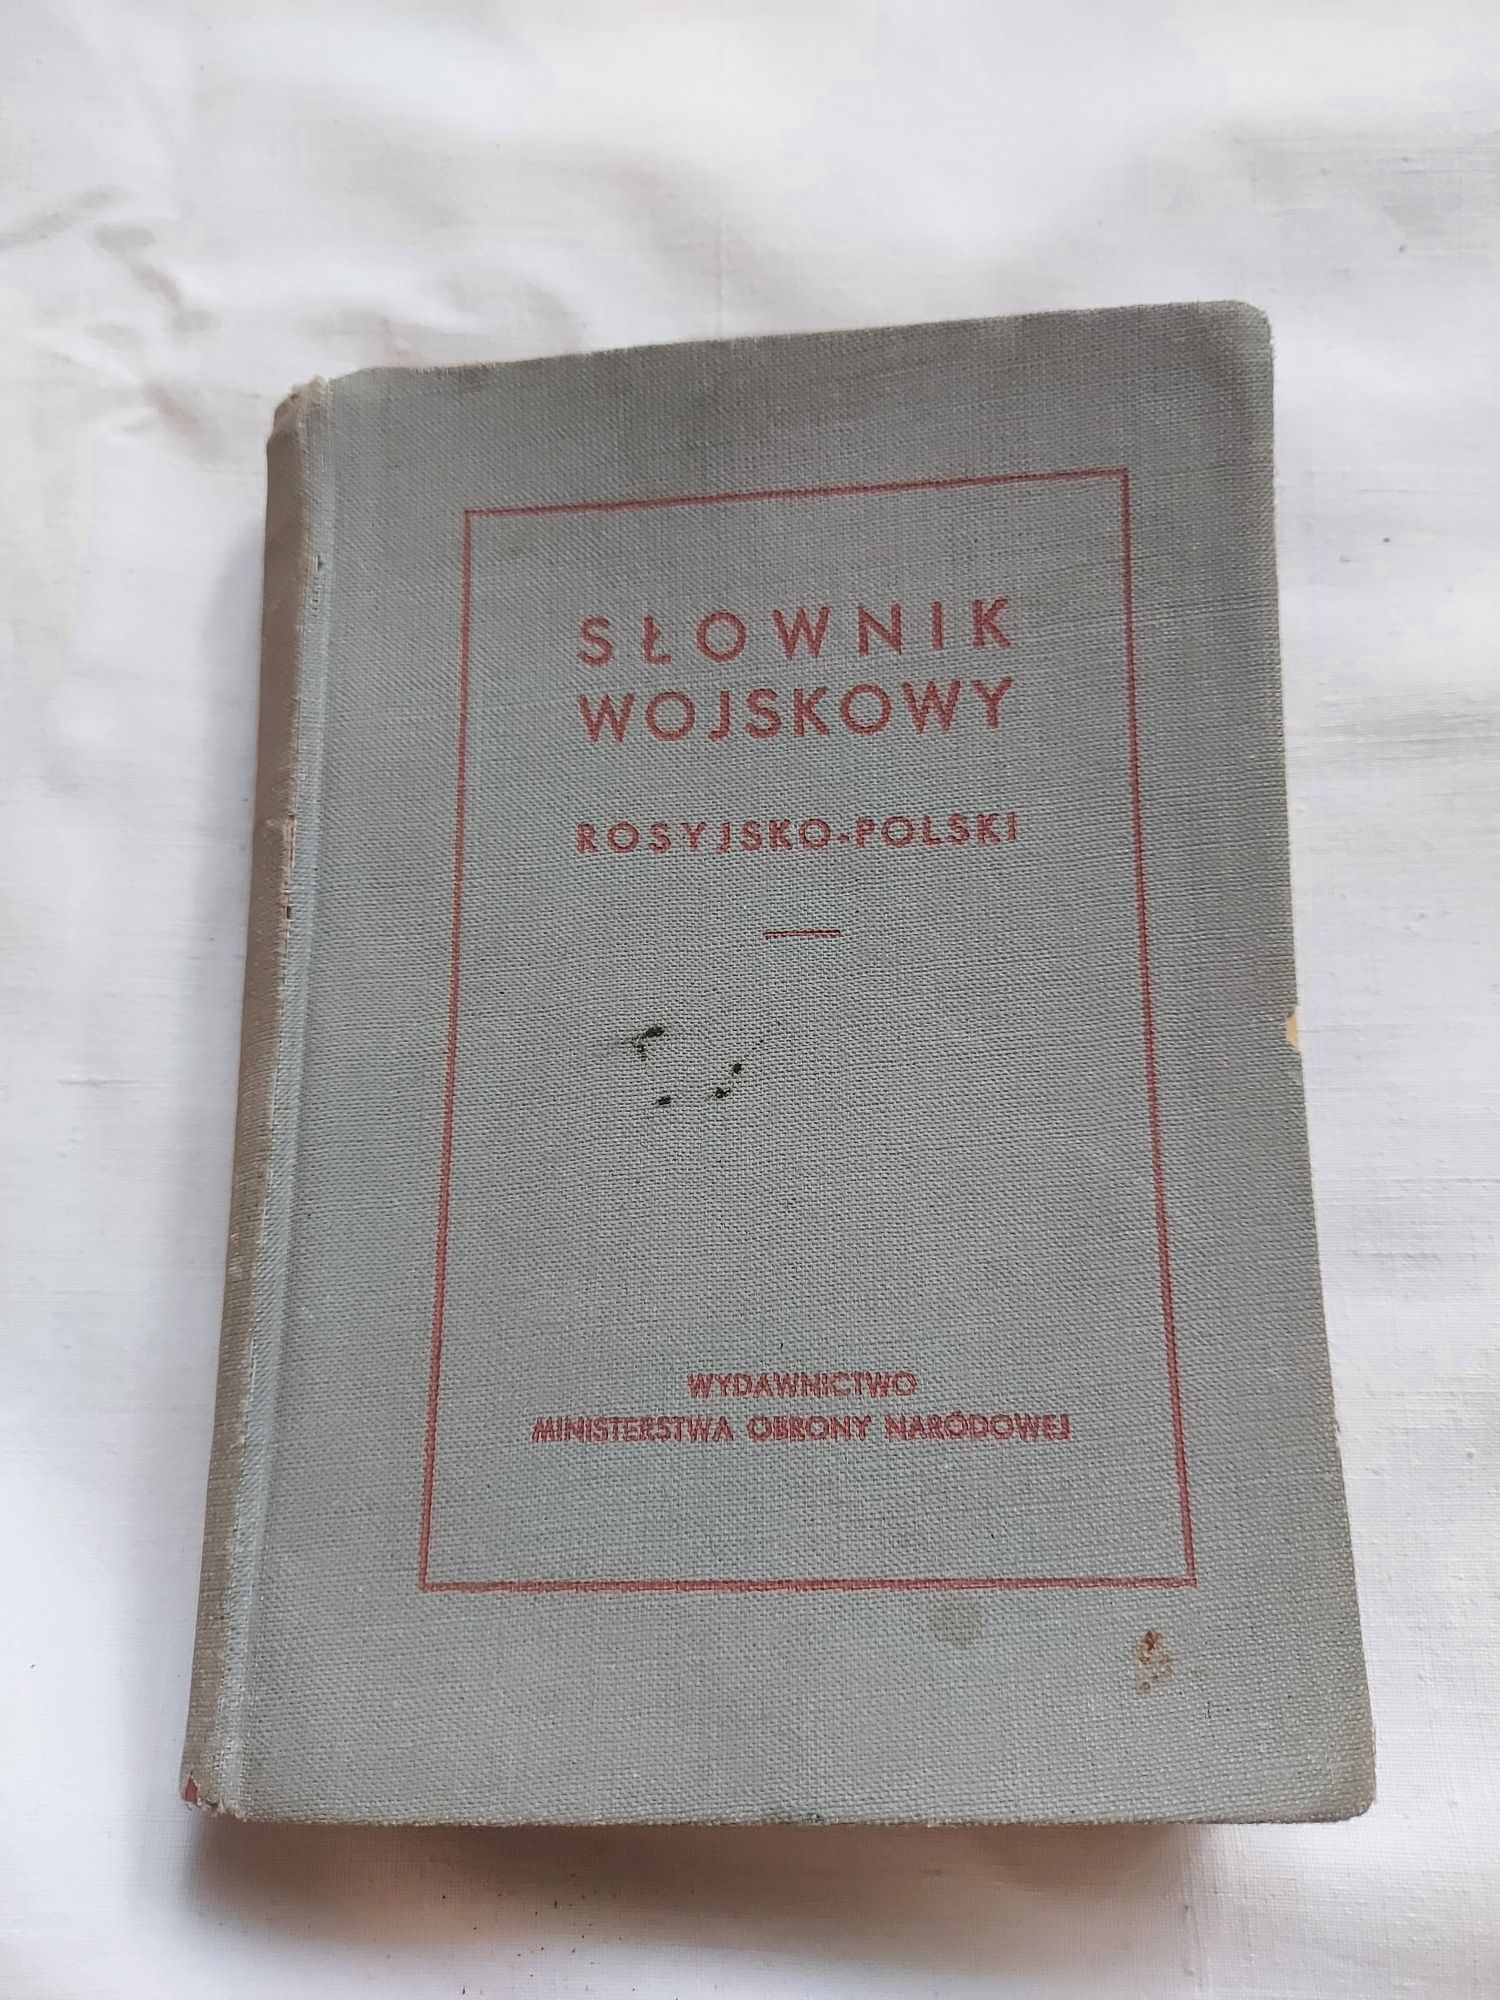 SŁOWNIK
WOJSKOWY
ROSYJSKO-POLSKI
WYDAWNICTWO
MINISTERSTWA OBRONY NARODOWEJ